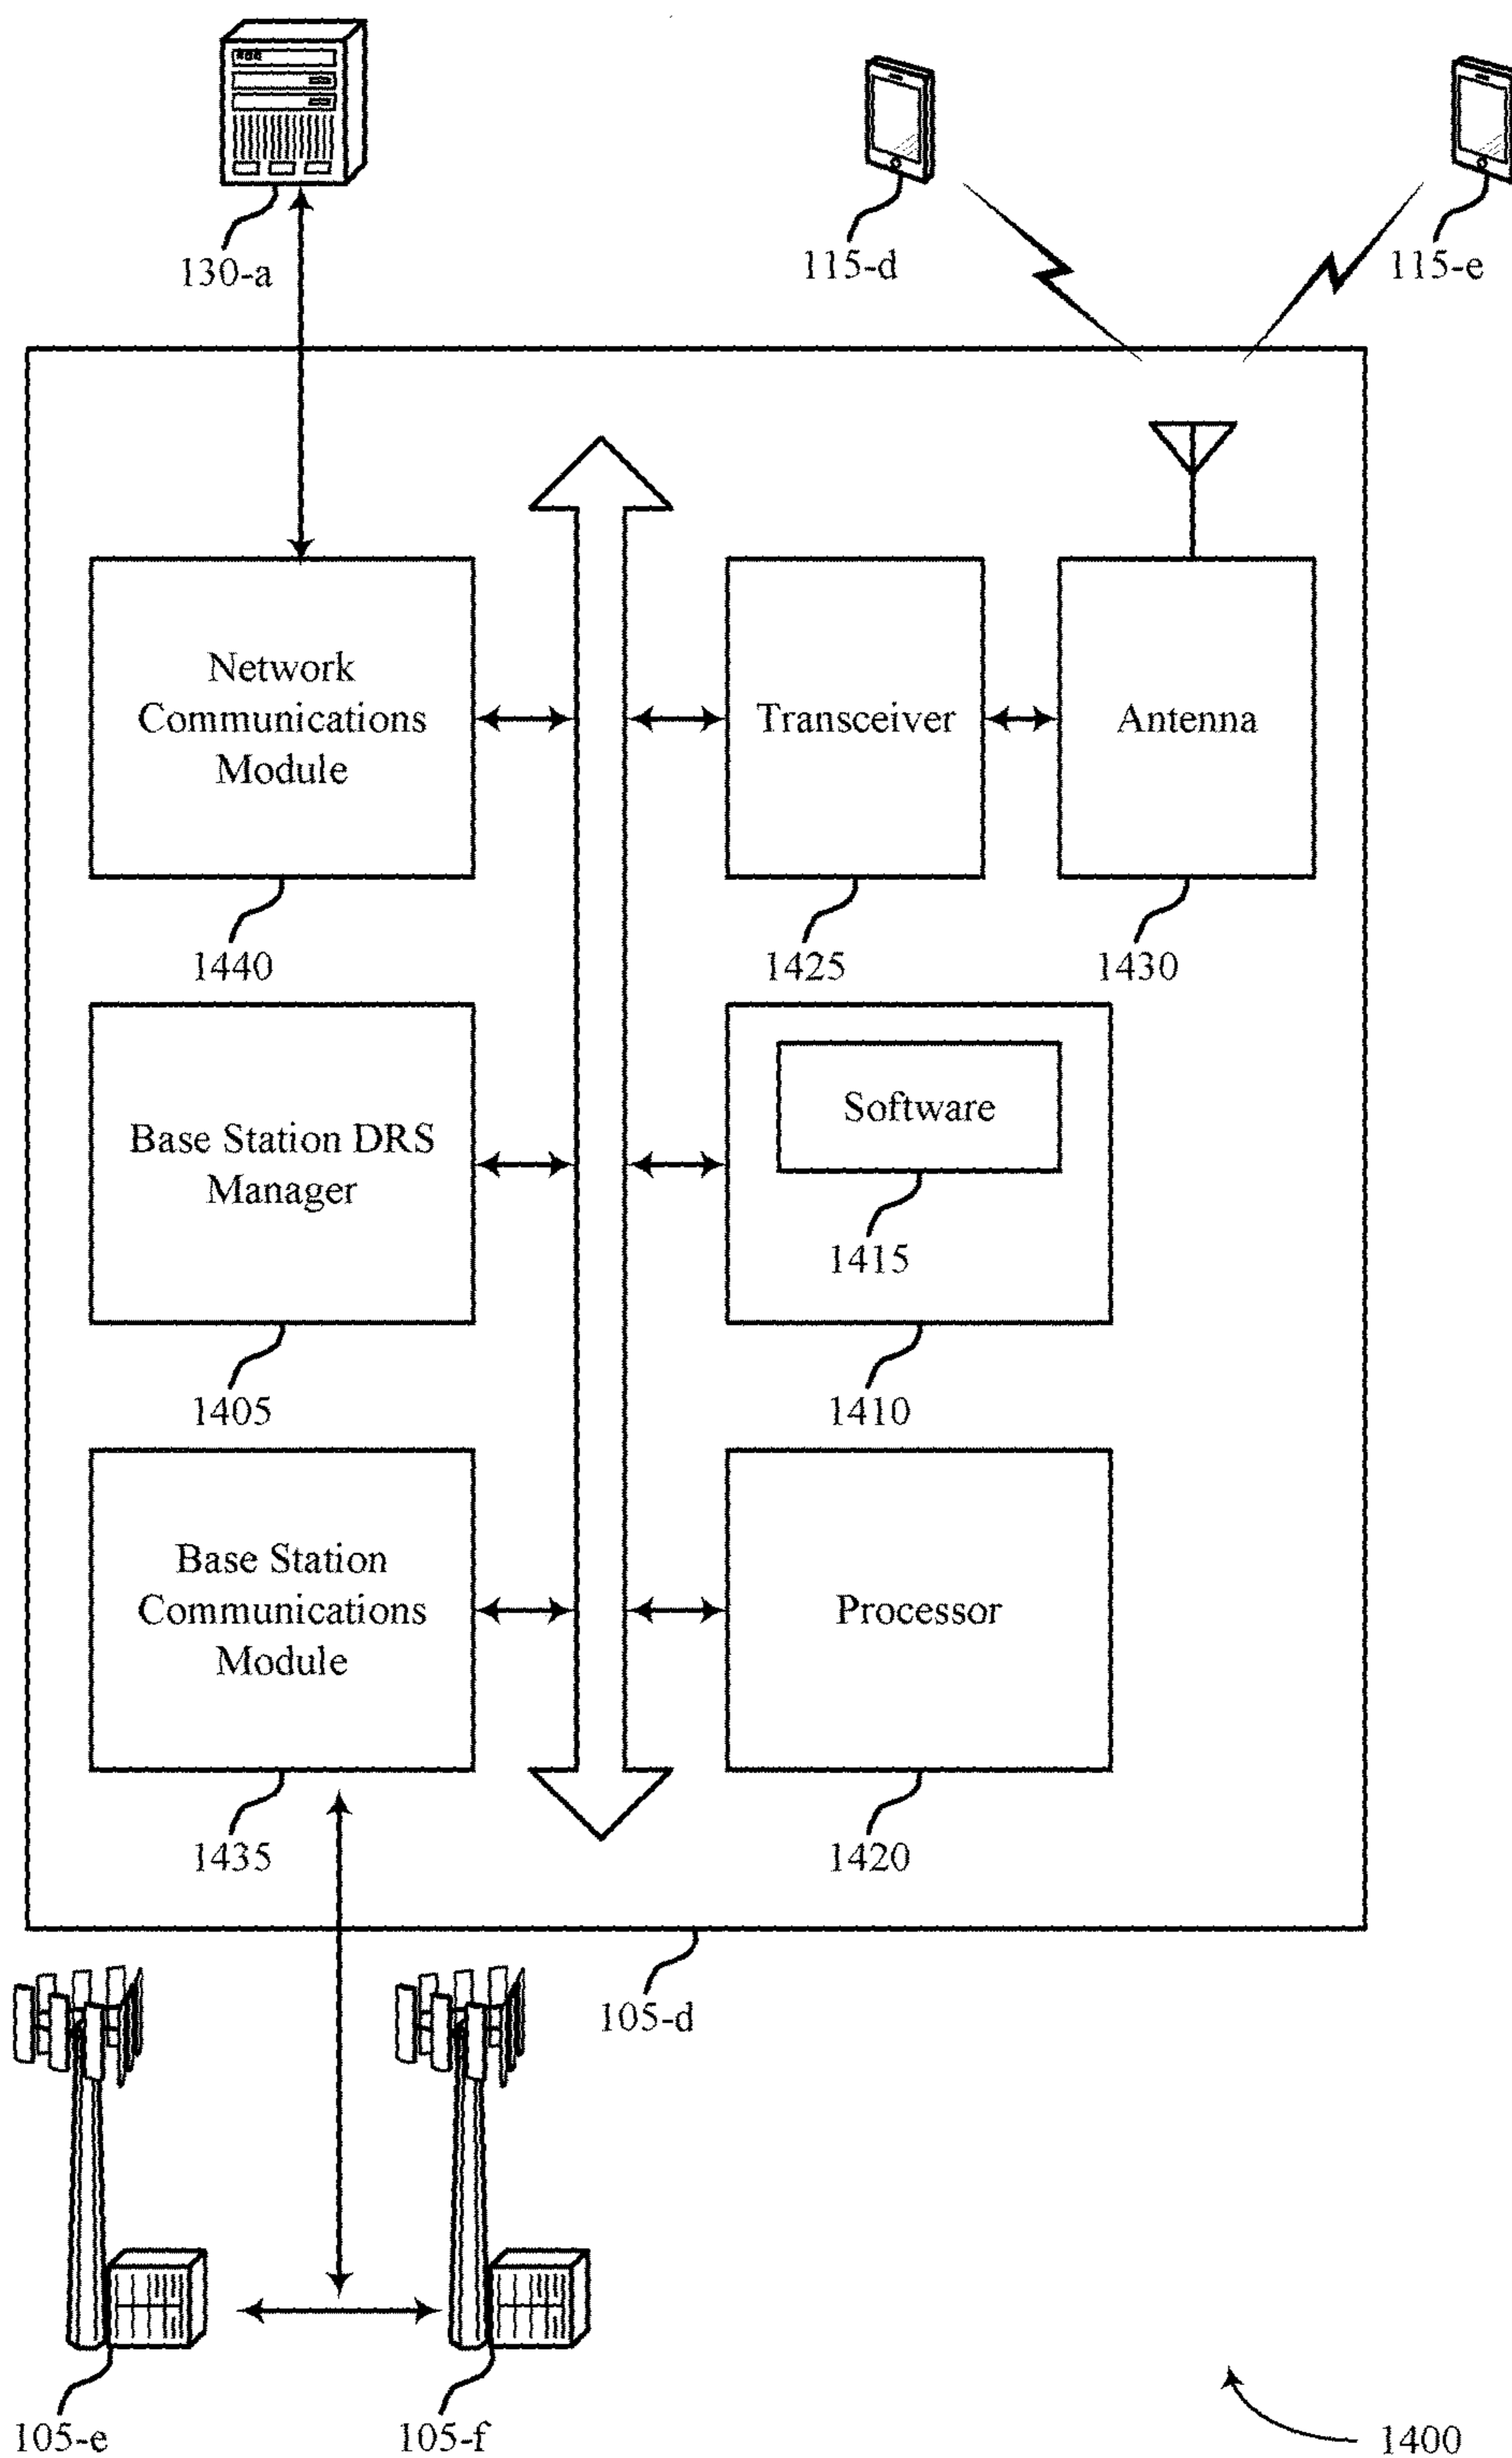 130-a
115-d
115-e
Network
Communications
Module
Transceiver
Antenna
1440
1425
1430
Base Station DRS
Manager
Software
1415
1405
1410
Base Station
Communications
Module
Processor
1435
1420
105-d
105-e
105-f
1400